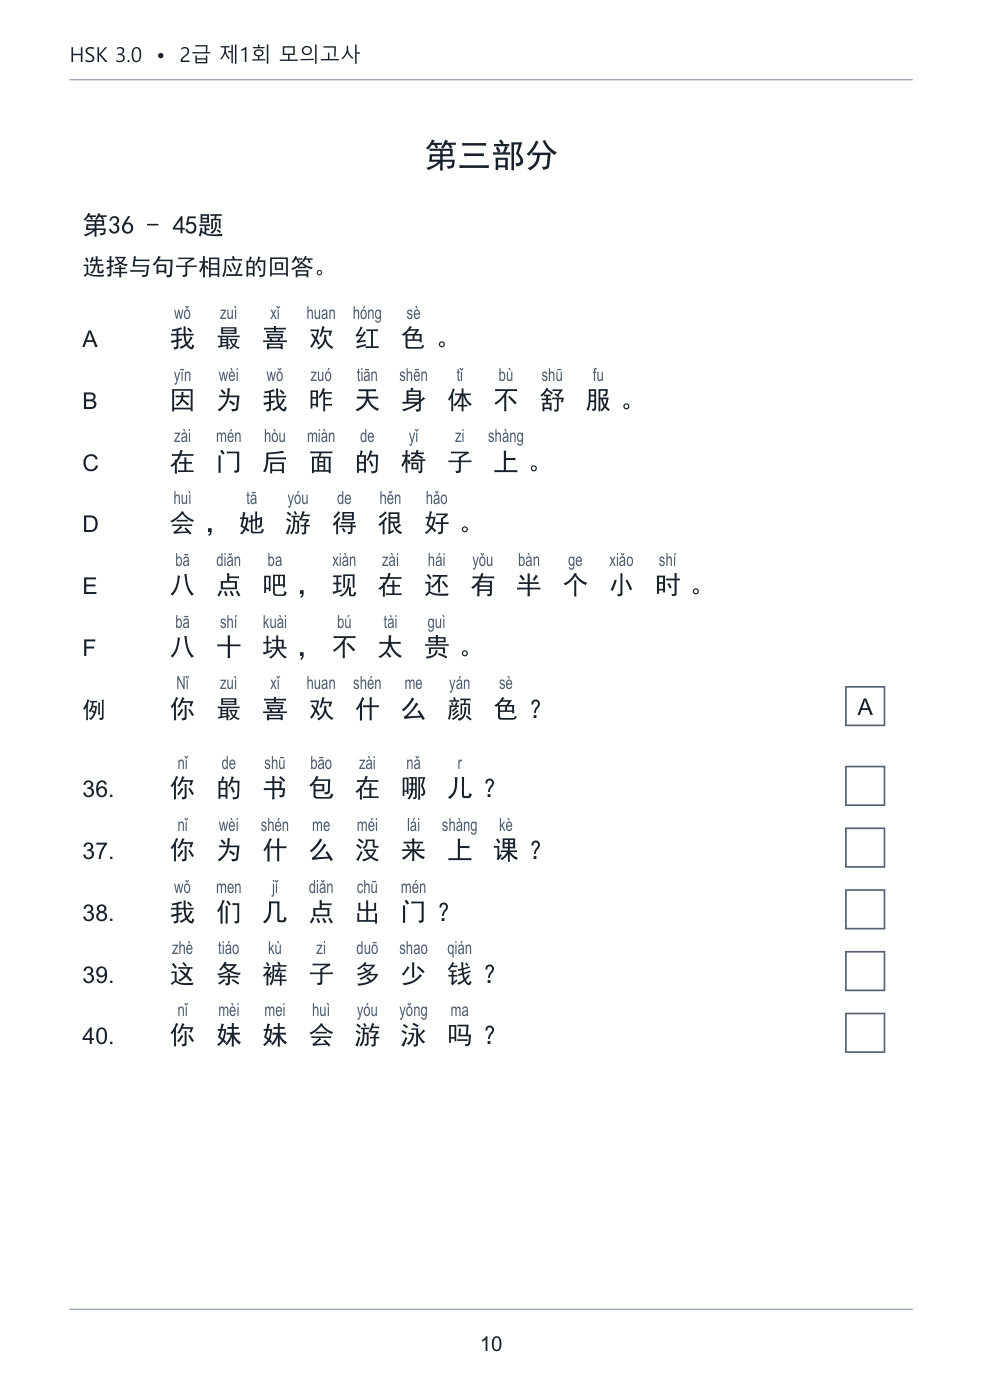 HSK 3.0 • 2급 제1회 모의고사
第三部分
第36 - 45题
选择与句子相应的回答。
wǒ zuì xǐ huan hóng sè
A 我最喜欢红色。
yīn wèi wǒ zuó tiān shēn tǐ bù shū fu
B 因为我昨天身体不舒服。
zài mén hòu miàn de yǐ zi shàng
C 在门后面的椅子上。
huì tā yóu de hěn hǎo
D 会，她游得很好。
bā diǎn ba xiàn zài hái yǒu bàn ge xiǎo shí
E 八点吧，现在还有半个小时。
bā shí kuài bú tài guì
F 八十块，不太贵。
Nǐ zuì xǐ huan shén me yán sè
例 你最喜欢什么颜色？ A
nǐ de shū bāo zài nǎ r
36. 你的书包在哪儿？
nǐ wèi shén me méi lái shàng kè
37. 你为什么没来上课？
wǒ men jǐ diǎn chū mén
38. 我们几点出门？
zhè tiáo kù zi duō shao qián
39. 这条裤子多少钱？
nǐ mèi mei huì yóu yǒng ma
40. 你妹妹会游泳吗？
10